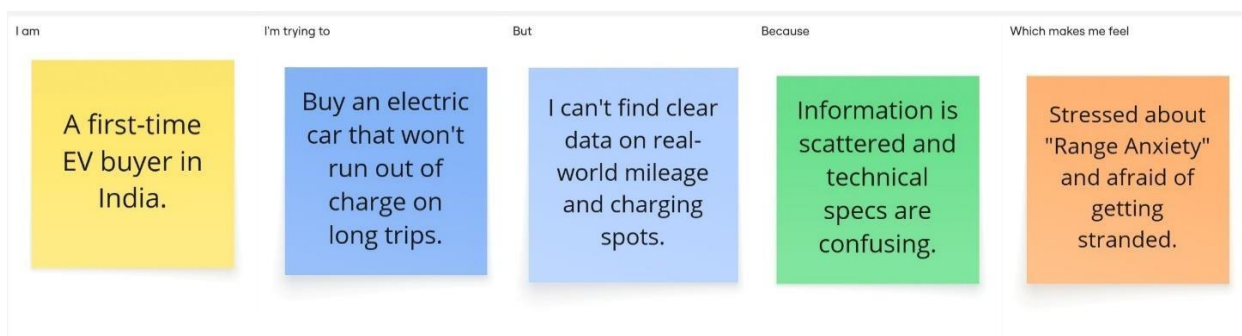 I am
I'm trying to
But
Because
Which makes me feel
A first-time
EV buyer in
India.
Buy an electric
car that won't
run out of
charge on
long trips.
I can't find clear
data on real-
world mileage
and charging
spots.
Information is
scattered and
technical
specs are
confusing.
Stressed about
"Range Anxiety"
and afraid of
getting
stranded.